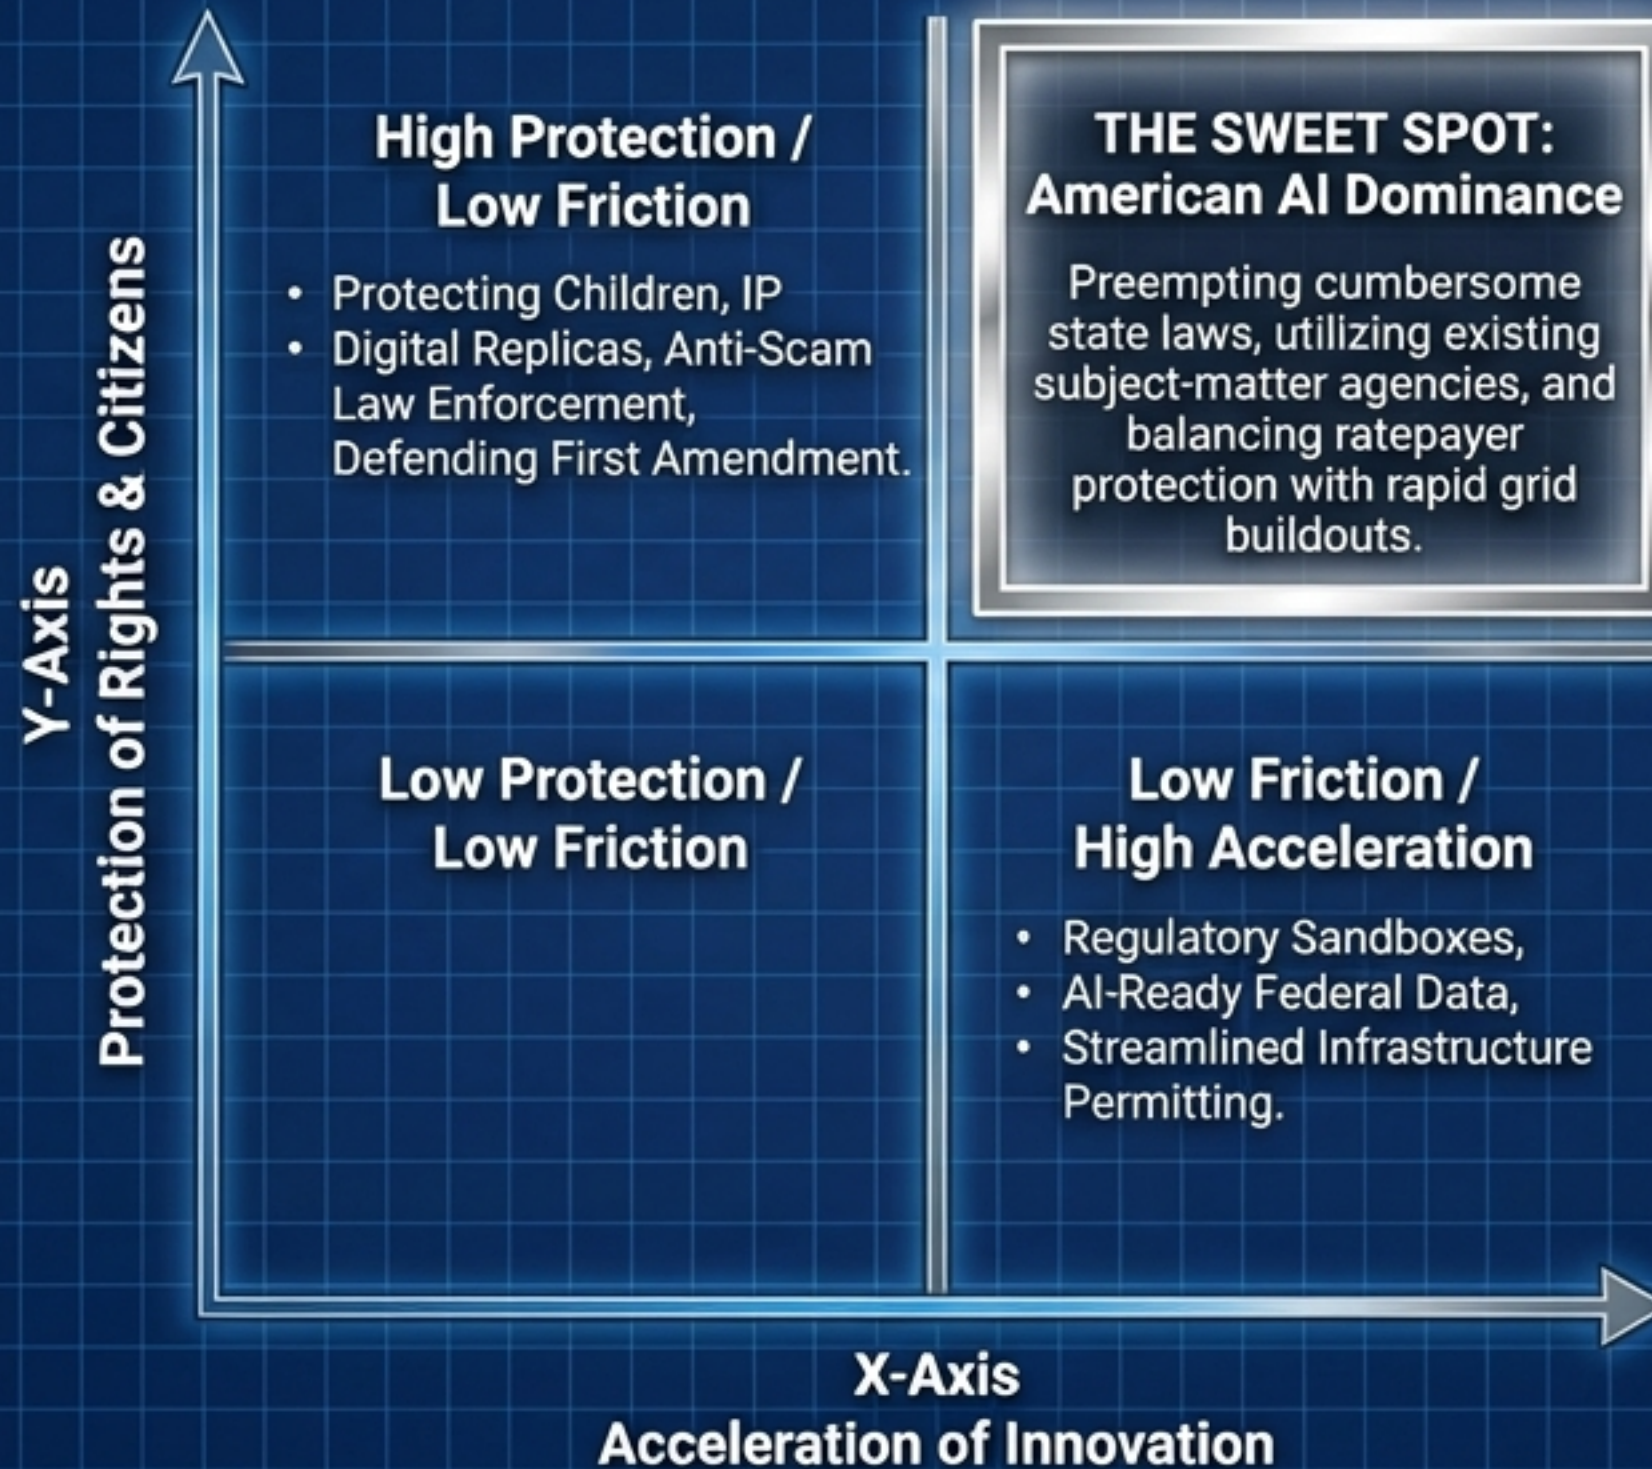 High Protection /
Low Friction
• Protecting Children, IP
• Digital Replicas, Anti-Scam
Law Enforcement,
Defending First Amendment.
THE SWEET SPOT:
American AI Dominance
Preempting cumbersome
state laws, utilizing existing
subject-matter agencies, and
balancing ratepayer
protection with rapid grid
buildouts.
Y-Axis
Protection of Rights & Citizens
Low Protection /
Low Friction
Low Friction /
High Acceleration
• Regulatory Sandboxes,
• AI-Ready Federal Data,
• Streamlined Infrastructure
Permitting.
X-Axis
Acceleration of Innovation